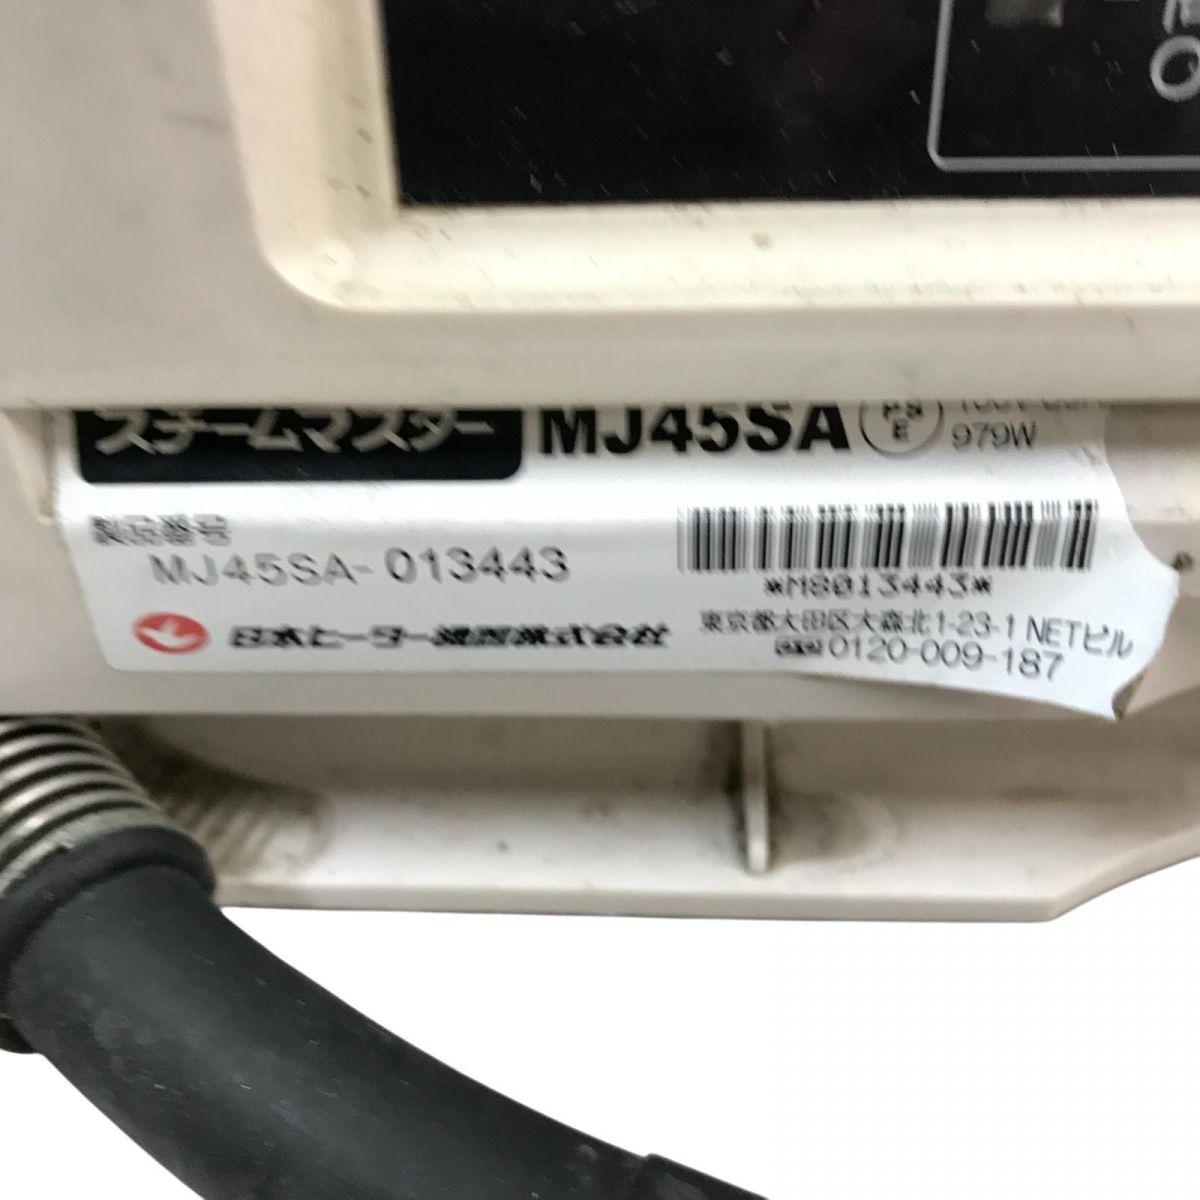 スチームマスター MJ45SA PS E
979W
製品番号
MJ45SA-013443
*M8013443*
日本ヒーター機器株式会社
東京都大田区大森北1-23-1 NETビル
0120-009-187